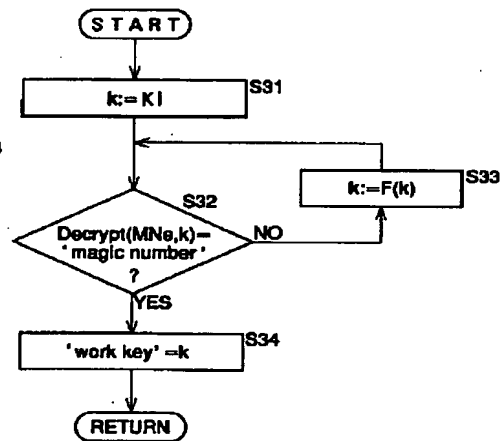 START
k:= KI
S31
S33
k:=F(k)
S32
Decrypt(MNe,k)=
'magic number'
?
NO
YES
S34
'work key' =k
RETURN